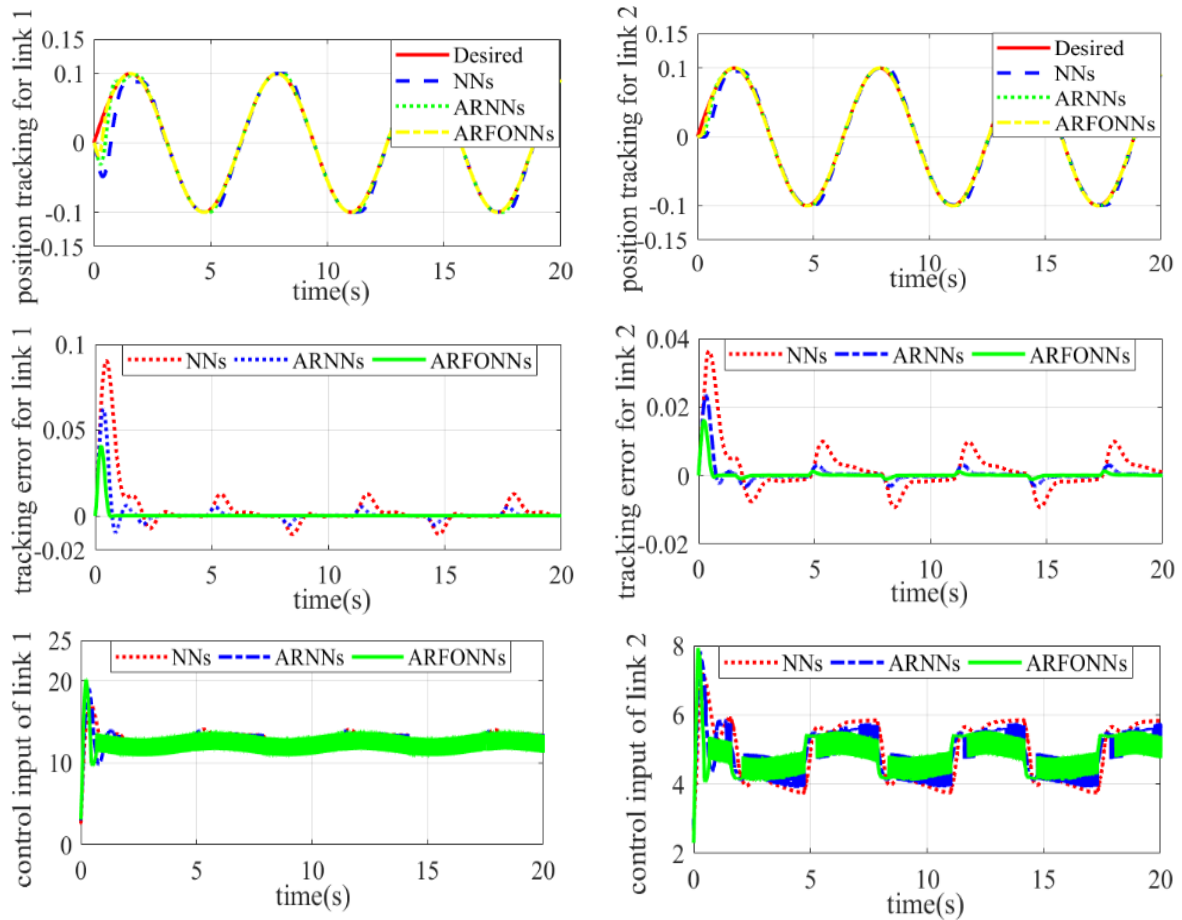 position tracking for link 1
0.15
0.1
0
-0.1
-0.15
Desired
NNs
ARNNs
ARFONNs
0 5 10 15 20
time(s)
position tracking for link 2
0.15
0.1
0
-0.1
-0.15
Desired
NNs
ARNNs
ARFONNs
0 5 10 15 20
time(s)
tracking error for link 1
0.1
0.05
0
-0.02
NNs ARNNs ARFONNs
0 5 10 15 20
time(s)
tracking error for link 2
0.04
0.02
0
-0.02
NNs ARNNs ARFONNs
0 5 10 15 20
time(s)
control input of link 1
25
20
10
0
NNs ARNNs ARFONNs
0 5 10 15 20
time(s)
control input of link 2
8
6
4
2
NNs ARNNs ARFONNs
0 5 10 15 20
time(s)